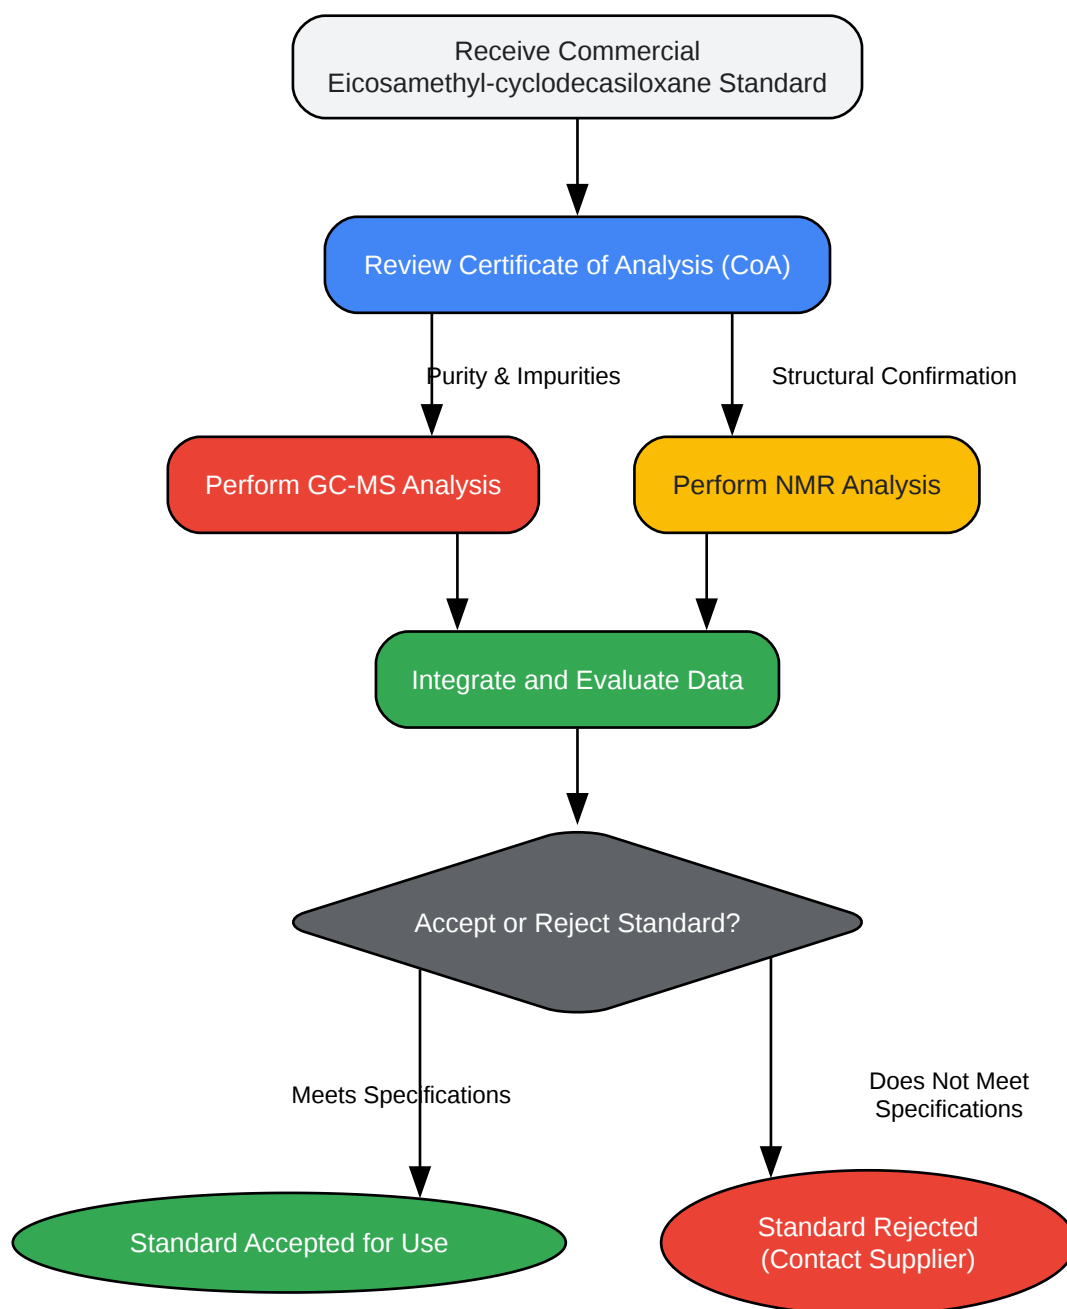 Receive Commercial
Eicosamethyl-cyclodecasiloxane Standard
Review Certificate of Analysis (CoA)
Purity & Impurities
Structural Confirmation
Perform GC-MS Analysis
Perform NMR Analysis
Integrate and Evaluate Data
Accept or Reject Standard?
Meets Specifications
Does Not Meet
Specifications
Standard Accepted for Use
Standard Rejected
(Contact Supplier)